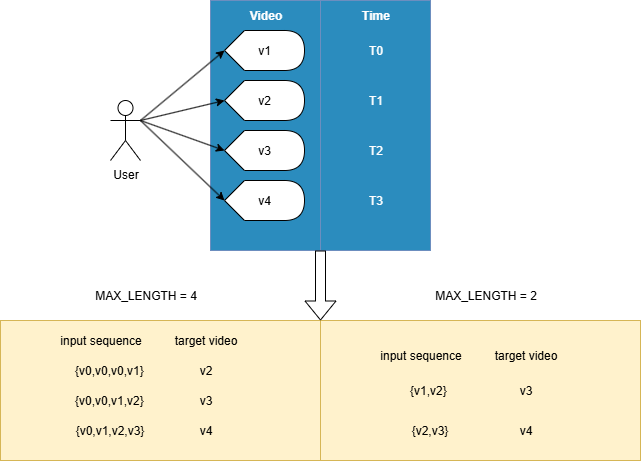 Video Time
v1 T0
v2 T1
v3 T2
v4 T3
User
MAX_LENGTH = 4
input sequence target video
{v0,v0,v0,v1} v2
{v0,v0,v1,v2} v3
{v0,v1,v2,v3} v4
MAX_LENGTH = 2
input sequence target video
{v1,v2} v3
{v2,v3} v4